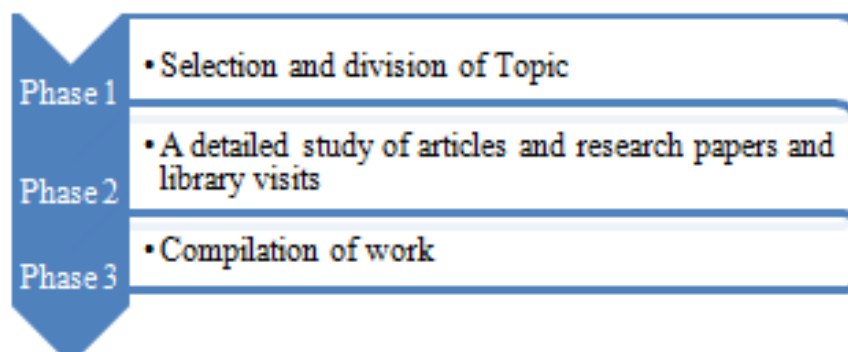 Phase 1
• Selection and division of Topic
Phase 2
• A detailed study of articles and research papers and
library visits
Phase 3
• Compilation of work